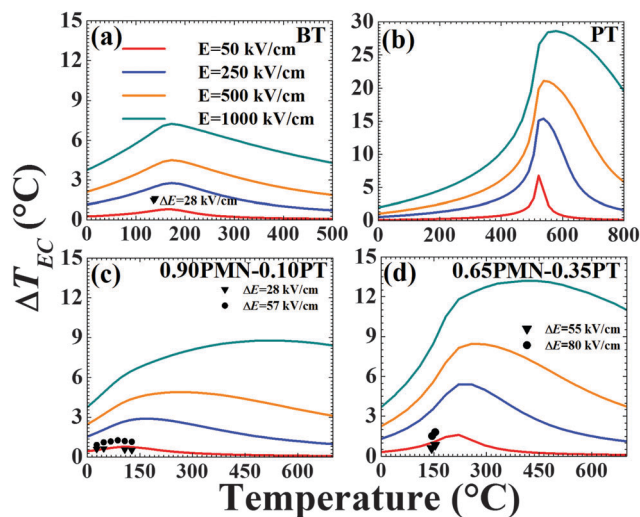 (a) BT
E=50 kV/cm
E=250 kV/cm
E=500 kV/cm
E=1000 kV/cm
ΔE=28 kV/cm
15
12
9
6
3
0
0 100 200 300 400 500
(b) PT
30
25
20
15
10
5
0
0 200 400 600 800
ΔT_EC (°C)
(c) 0.90PMN-0.10PT
ΔE=28 kV/cm
ΔE=57 kV/cm
15
12
9
6
3
0
0 150 300 450 600
(d) 0.65PMN-0.35PT
ΔE=55 kV/cm
ΔE=80 kV/cm
15
12
9
6
3
0
0 150 300 450 600
Temperature (°C)